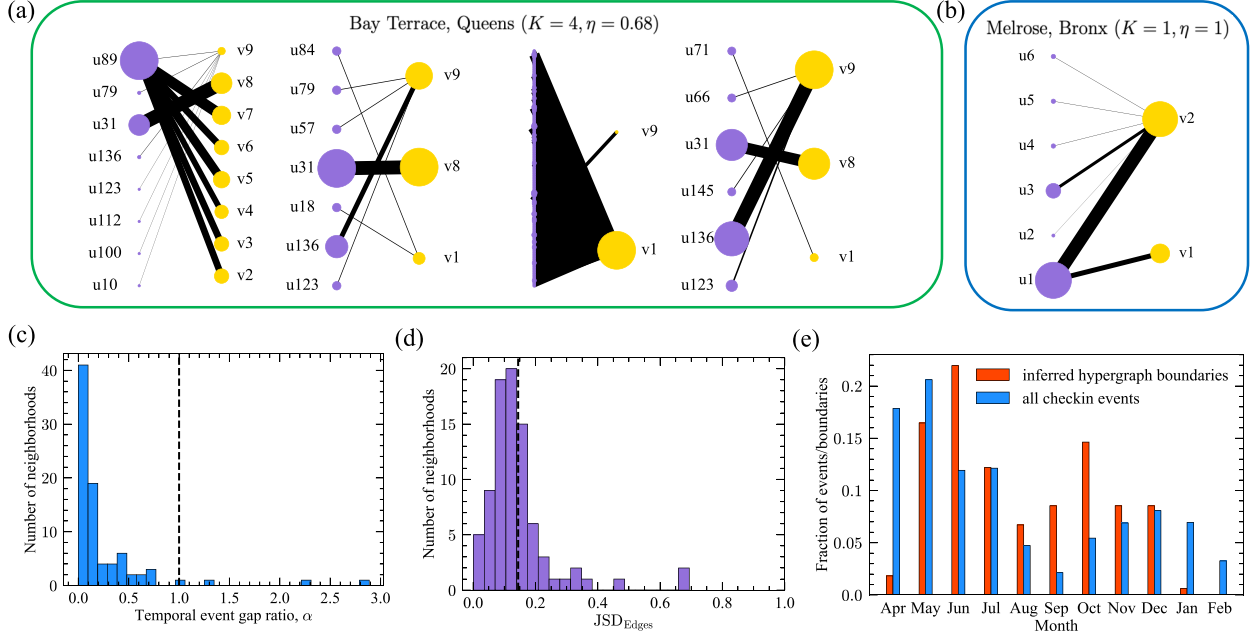 (a)
Bay Terrace, Queens (K = 4, η = 0.68)
u89
u79
u31
u136
u123
u112
u100
u10
v9
v8
v7
v6
v5
v4
v3
v2
u84
u79
u57
u31
u18
u136
u123
v9
v8
v1
v9
v1
u71
u66
u31
u145
u136
u123
v9
v8
v1
(b)
Melrose, Bronx (K = 1, η = 1)
u6
u5
u4
u3
u2
u1
v2
v1
(c)
Number of neighborhoods
40
30
20
10
0
0.0 0.5 1.0 1.5 2.0 2.5 3.0
Temporal event gap ratio, α
(d)
Number of neighborhoods
20
15
10
5
0
0.0 0.2 0.4 0.6 0.8 1.0
JSD_Edges
(e)
Fraction of events/boundaries
0.2
0.15
0.1
0.05
0.0
inferred hypergraph boundaries
all checkin events
Apr May Jun Jul Aug Sep Oct Nov Dec Jan Feb
Month